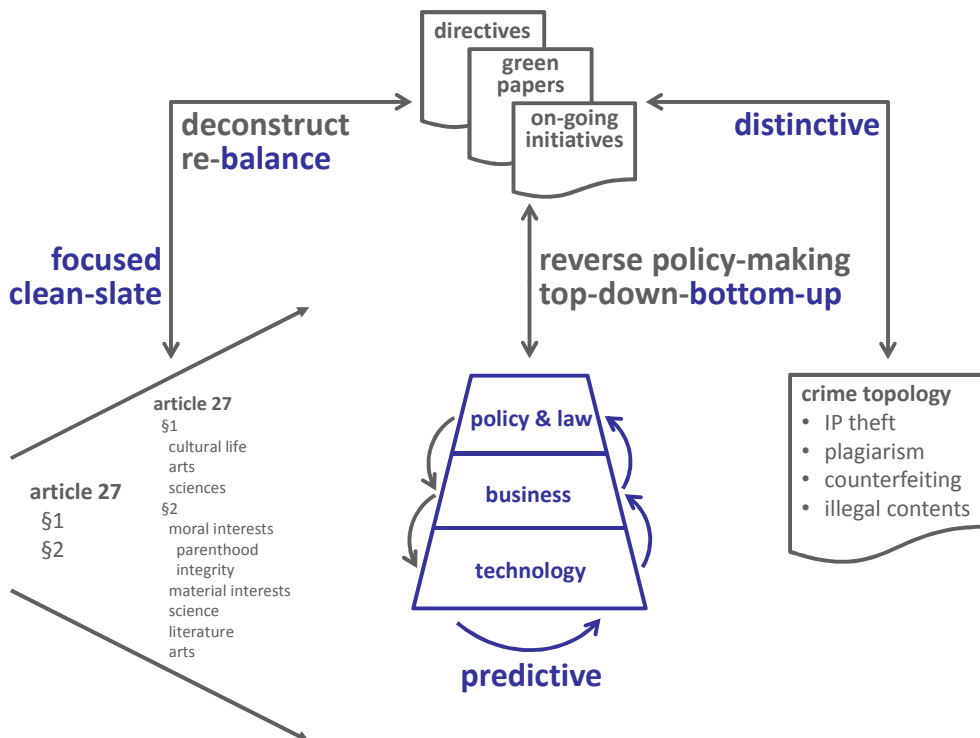 directives
green
papers
on-going
initiatives
deconstruct
re-balance
distinctive
focused
clean-slate
reverse policy-making
top-down-bottom-up
article 27
§1
§2
article 27
§1
cultural life
arts
sciences
§2
moral interests
parenthood
integrity
material interests
science
literature
arts
policy & law
business
technology
predictive
crime topology
• IP theft
• plagiarism
• counterfeiting
• illegal contents